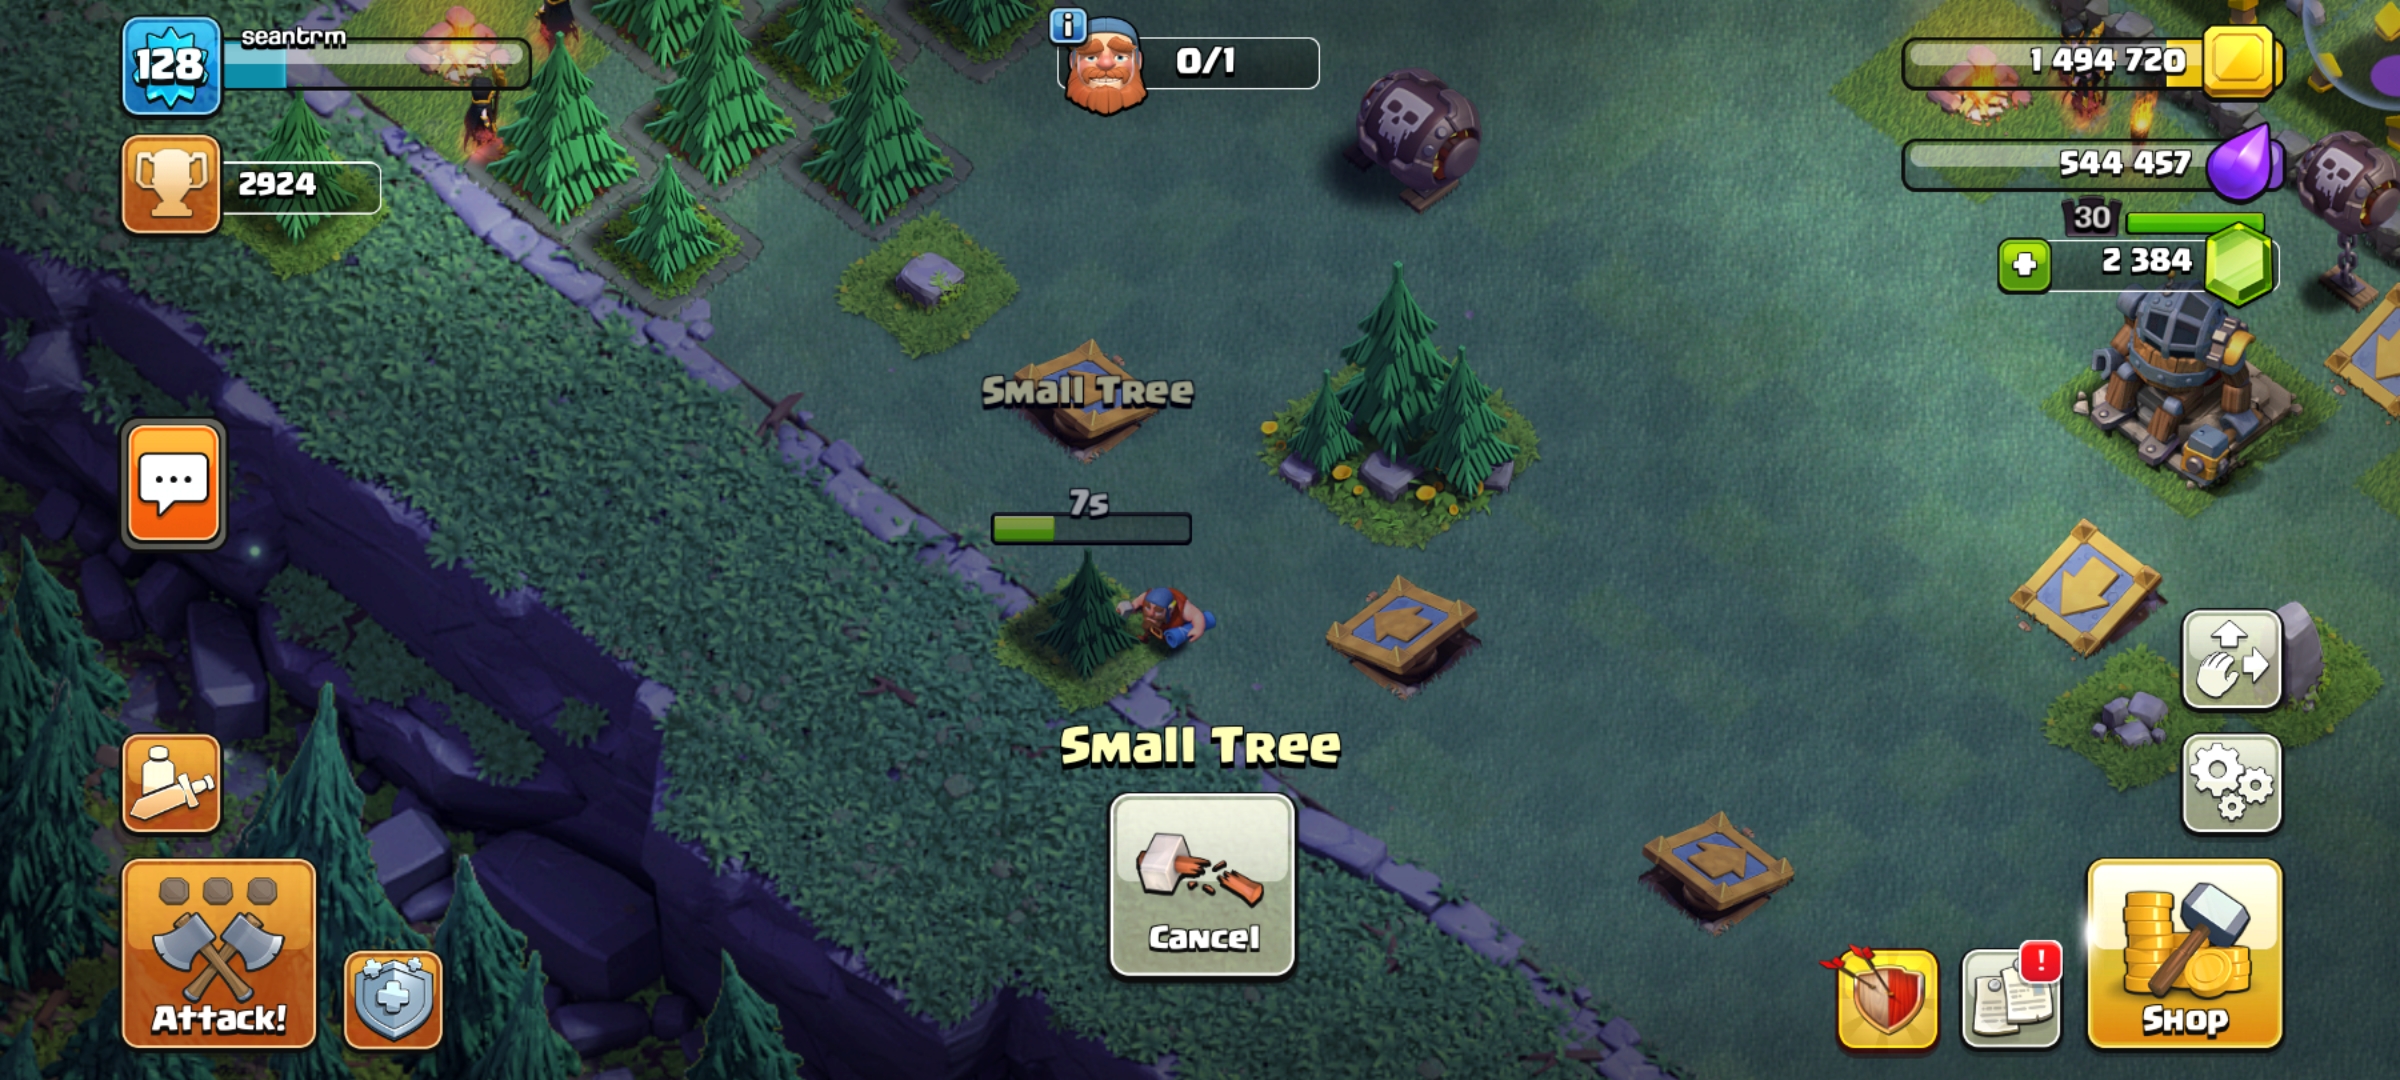 128
seantrm
0/1
1 494 720
2924
544 457
30
2 384
Small Tree
7s
Small Tree
Cancel
Attack!
!
Shop